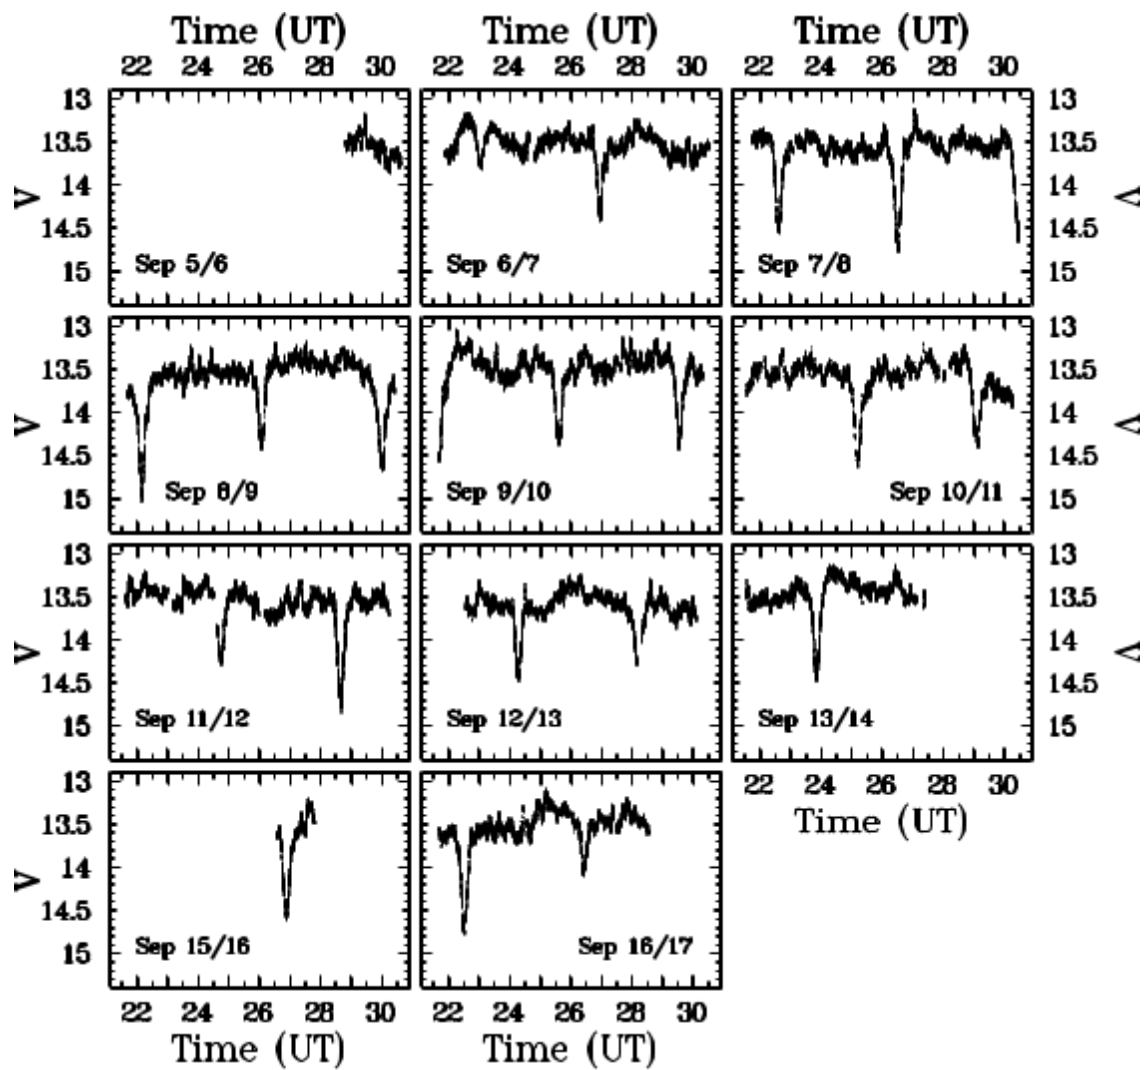 Time (UT) Time (UT) Time (UT)
22 24 26 28 30 22 24 26 28 30 22 24 26 28 30
13 13
13.5 13.5
14 14
V V
14.5 14.5
Sep 5/6 Sep 6/7 Sep 7/8
15 15
13 13
13.5 13.5
14 14
V V
14.5 14.5
Sep 8/9 Sep 9/10 Sep 10/11
15 15
13 13
13.5 13.5
14 14
V V
14.5 14.5
Sep 11/12 Sep 12/13 Sep 13/14
15 15
13
22 24 26 28 30
13.5
Time (UT)
14
V
14.5
Sep 15/16 Sep 16/17
15
22 24 26 28 30 22 24 26 28 30
Time (UT) Time (UT)